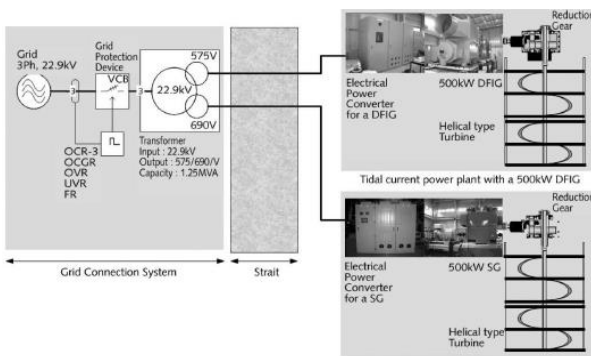 Grid
3Ph, 22.9kV
Grid
Protection
Device
VCB
3
3
575V
22.9kV
690V
OCR-3
OCGR
OVR
UVR
FR
Transformer
Input : 22.9kV
Output : 575/690/V
Capacity : 1.25MVA
Grid Connection System
Strait
Reduction
Gear
Electrical
Power
Converter
for a DFIG
500kW DFIG
Helical type
Turbine
Tidal current power plant with a 500kW DFIG
Reduction
Gear
Electrical
Power
Converter
for a SG
500kW SG
Helical type
Turbine